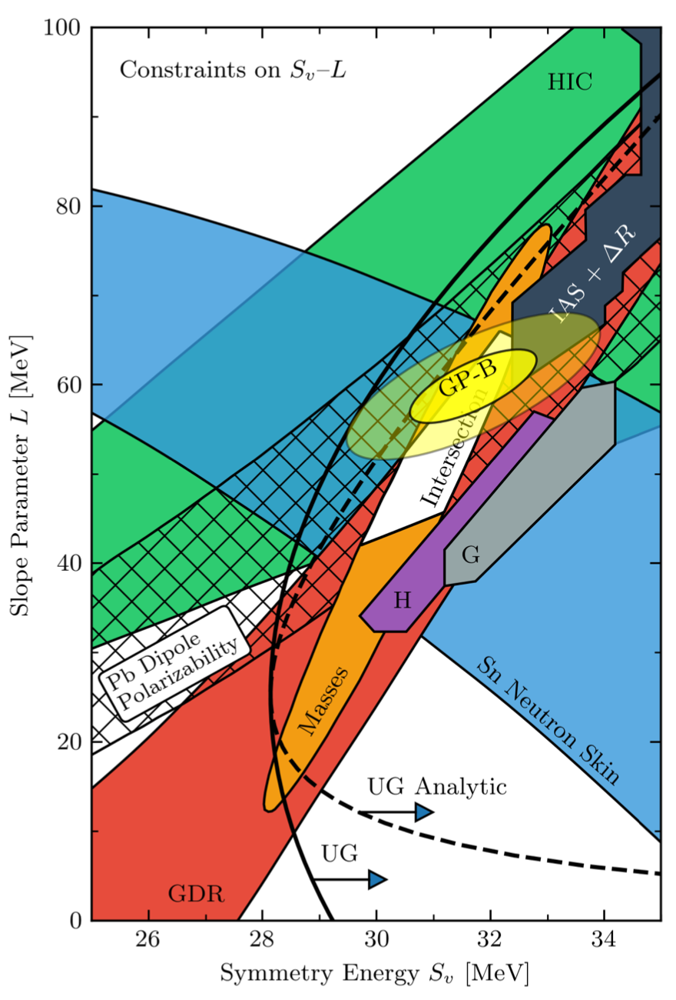 Constraints on Sᵥ–L
HIC
IAS + ΔR
GP-B
Intersection
G
H
Pb Dipole
Polarizability
Masses
Sn Neutron Skin
UG Analytic
UG
GDR
100
80
60
40
20
0
Slope Parameter L [MeV]
26 28 30 32 34
Symmetry Energy Sᵥ [MeV]